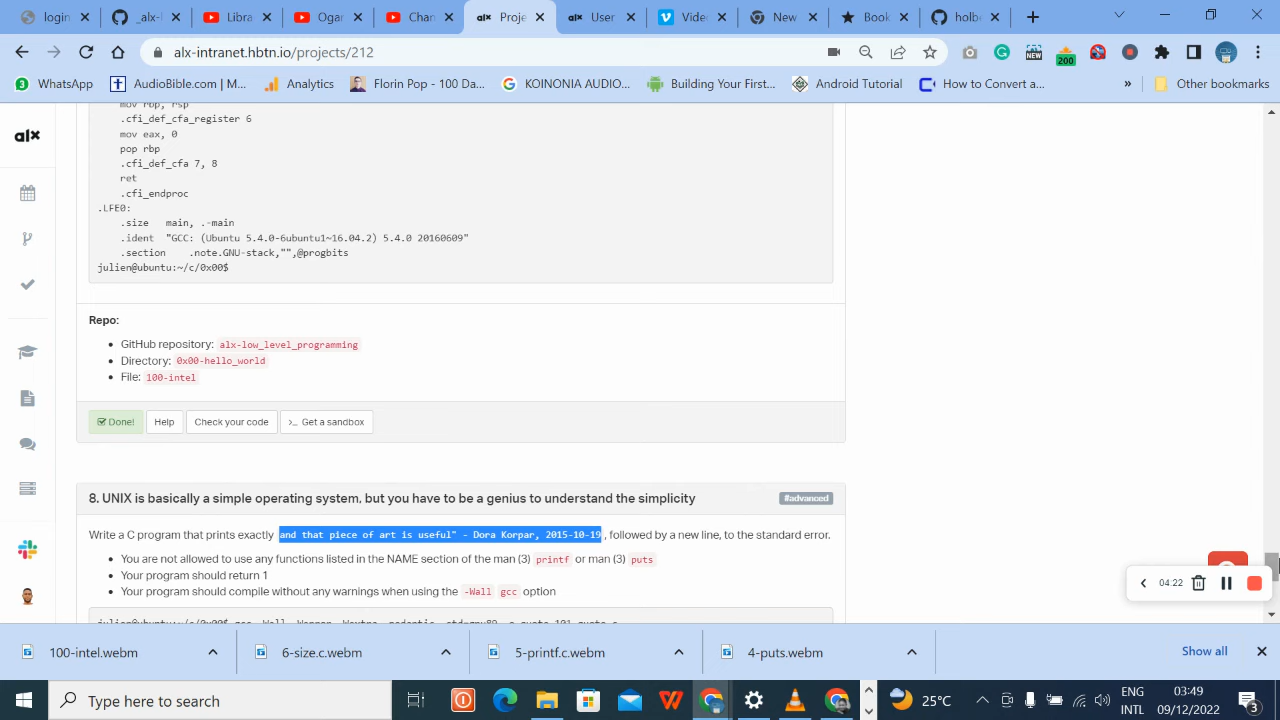 login
_alx-l
Libra
Ogar
Chan
alx Proje
alx User
Video
New
Book
holbe
alx-intranet.hbtn.io/projects/212
NEW
200
WhatsApp
AudioBible.com | M...
Analytics
Florin Pop - 100 Da...
KOINONIA AUDIO...
Building Your First...
Android Tutorial
How to Convert a...
»
Other bookmarks
alx
mov rbp, rsp
.cfi_def_cfa_register 6
mov eax, 0
pop rbp
.cfi_def_cfa 7, 8
ret
.cfi_endproc
.LFE0:
.size main, .-main
.ident "GCC: (Ubuntu 5.4.0-6ubuntu1~16.04.2) 5.4.0 20160609"
.section .note.GNU-stack,"",@progbits
julien@ubuntu:~/c/0x00$
Repo:
• GitHub repository: alx-low_level_programming
• Directory: 0x00-hello_world
• File: 100-intel
Done! Help Check your code >_ Get a sandbox
8. UNIX is basically a simple operating system, but you have to be a genius to understand the simplicity
#advanced
Write a C program that prints exactly and that piece of art is useful" - Dora Korpar, 2015-10-19, followed by a new line, to the standard error.
• You are not allowed to use any functions listed in the NAME section of the man (3) printf or man (3) puts
• Your program should return 1
• Your program should compile without any warnings when using the -Wall gcc option
04:22
100-intel.webm
6-size.c.webm
5-printf.c.webm
4-puts.webm
Show all
Type here to search
25°C
ENG
INTL
03:49
09/12/2022
3